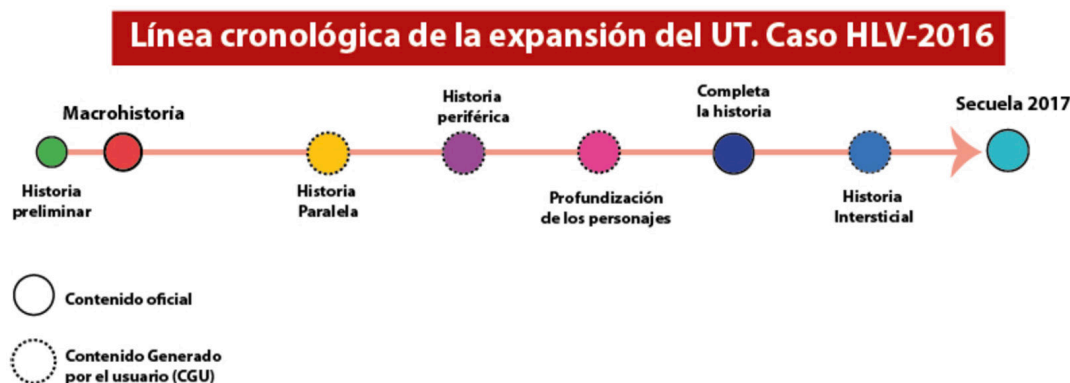 Línea cronológica de la expansión del UT. Caso HLV-2016
Macrohistoría
Historia
periférica
Completa
la historia
Secuela 2017
Historia
preliminar
Historia
Paralela
Profundización
de los personajes
Historia
Intersticial
Contenido oficial
Contenido Generado
por el usuario (CGU)